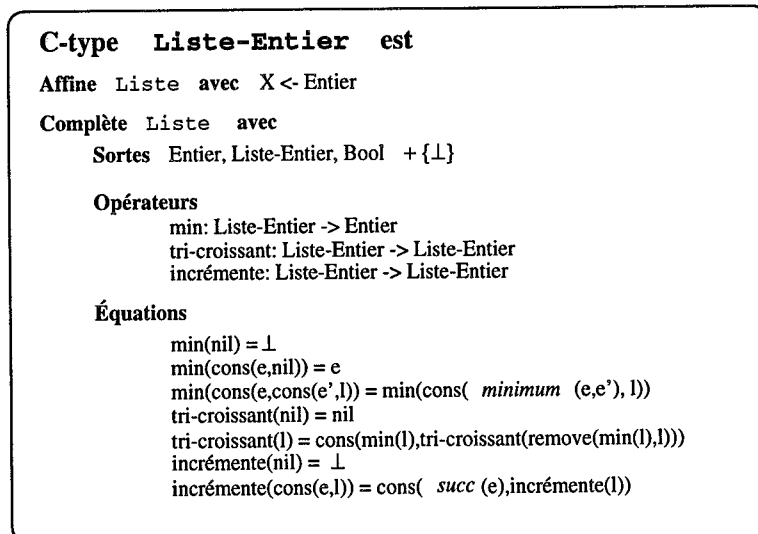 C-type Liste-Entier est
Affine Liste avec X <- Entier
Complète Liste avec
Sortes Entier, Liste-Entier, Bool + {⊥}
Opérateurs
min: Liste-Entier -> Entier
tri-croissant: Liste-Entier -> Liste-Entier
incrémente: Liste-Entier -> Liste-Entier
Équations
min(nil) = ⊥
min(cons(e,nil)) = e
min(cons(e,cons(e',l)) = min(cons( minimum (e,e'), l))
tri-croissant(nil) = nil
tri-croissant(l) = cons(min(l),tri-croissant(remove(min(l),l)))
incrémente(nil) = ⊥
incrémente(cons(e,l)) = cons( succ (e),incrémente(l))